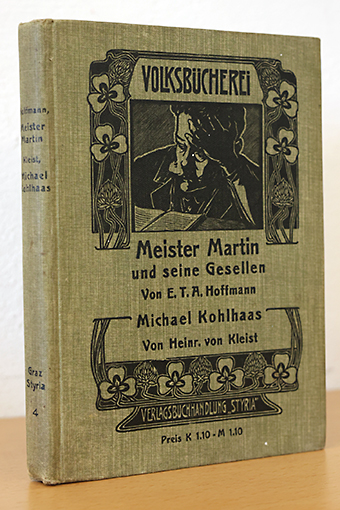 Hoffmann,
Meister
Martin
Kleist,
Michael
Kohlhaas
Graz
Styria
4
VOLKSBÜCHEREI
Meister Martin
und seine Gesellen
Von E. T. A. Hoffmann
Michael Kohlhaas
Von Heinr. von Kleist
VERLAGSBUCHHANDLUNG „STYRIA"
Preis K 1.10 - M 1.10